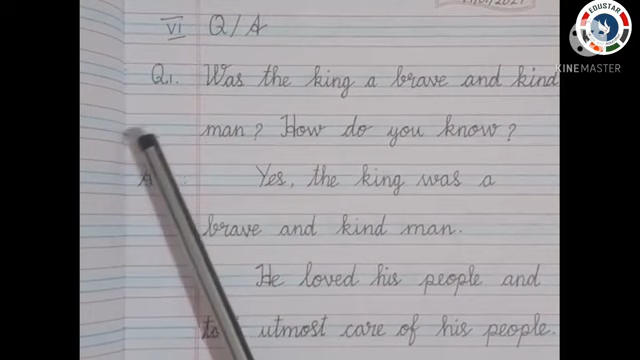 VI Q/A
EDUSTAR
KINEMASTER
Q1. Was the king a brave and kind
man? How do you know?
A : Yes, the king was a
brave and kind man.
He loved his people and
utmost care of his people.